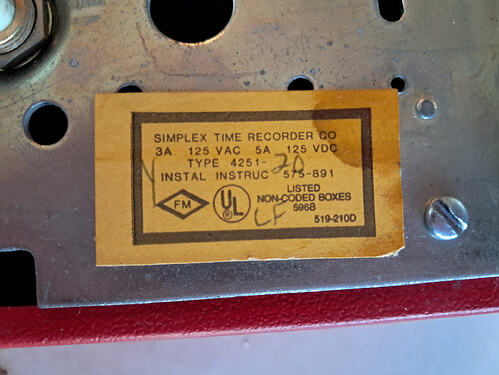 SIMPLEX TIME RECORDER CO
3A 125 VAC 5A 125 VDC
TYPE 4251-20
INSTAL INSTRUC 575-891
Y
FM
UL
®
LF
LISTED
NON-CODED BOXES
596B
519-210D